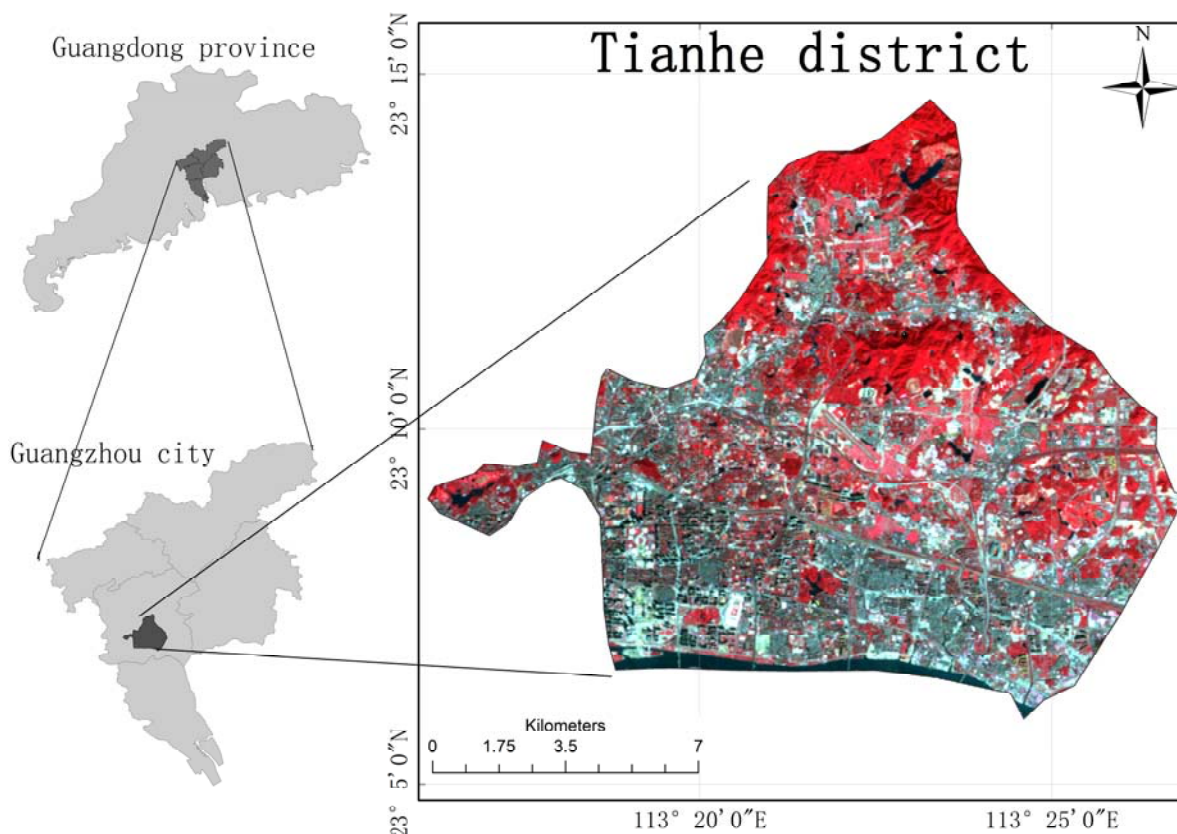 Guangdong province
Guangzhou city
Tianhe district
N
23° 15′0″N
23° 10′0″N
23° 5′0″N
Kilometers
0 1.75 3.5 7
113° 20′0″E
113° 25′0″E